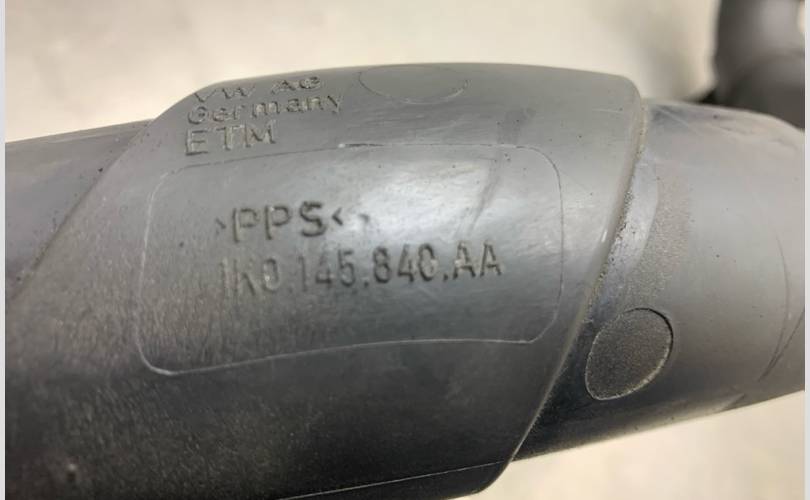 VW AG
Germany
ETM
>PPS<
1K0.145.840.AA